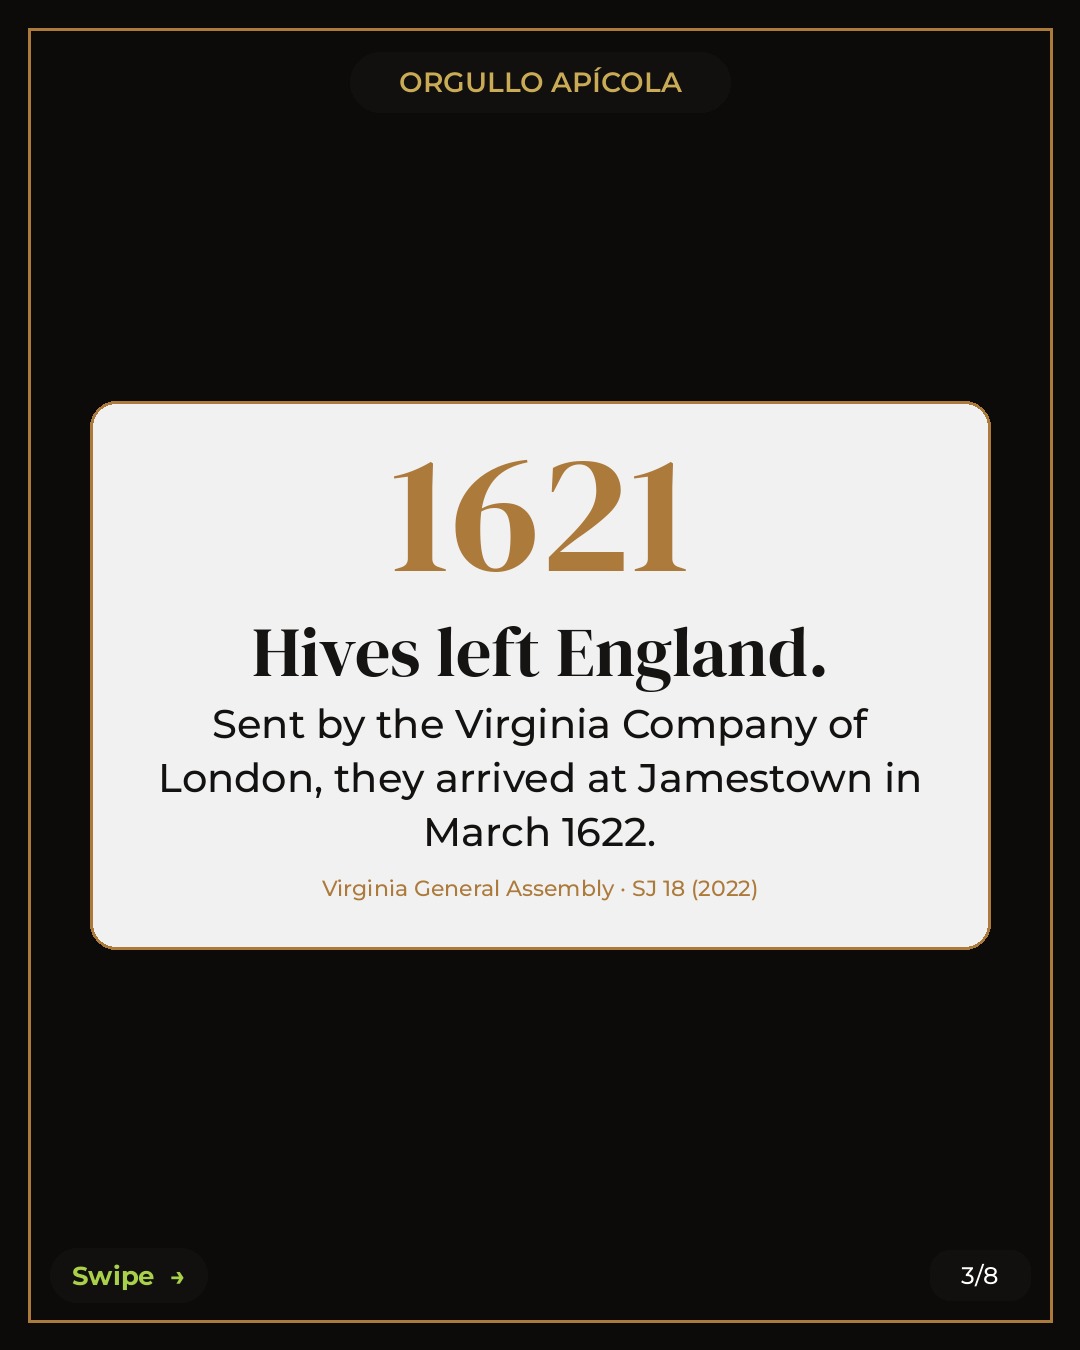 ORGULLO APÍCOLA
1621
Hives left England.
Sent by the Virginia Company of
London, they arrived at Jamestown in
March 1622.
Virginia General Assembly · SJ 18 (2022)
Swipe →
3/8